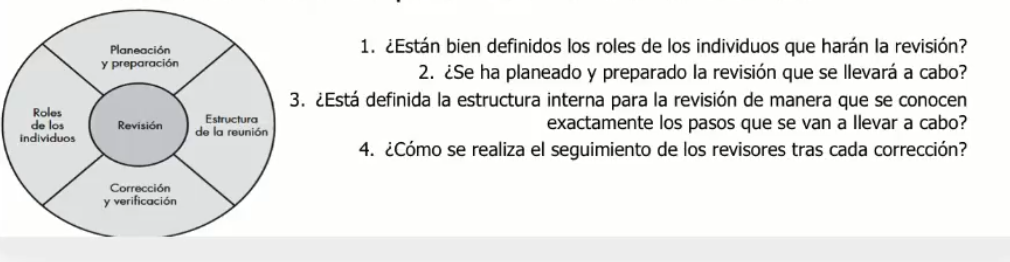 Planeación
y preparación
Roles
de los
individuos
Revisión
Estructura
de la reunión
Corrección
y verificación
1. ¿Están bien definidos los roles de los individuos que harán la revisión?
2. ¿Se ha planeado y preparado la revisión que se llevará a cabo?
3. ¿Está definida la estructura interna para la revisión de manera que se conocen
exactamente los pasos que se van a llevar a cabo?
4. ¿Cómo se realiza el seguimiento de los revisores tras cada corrección?